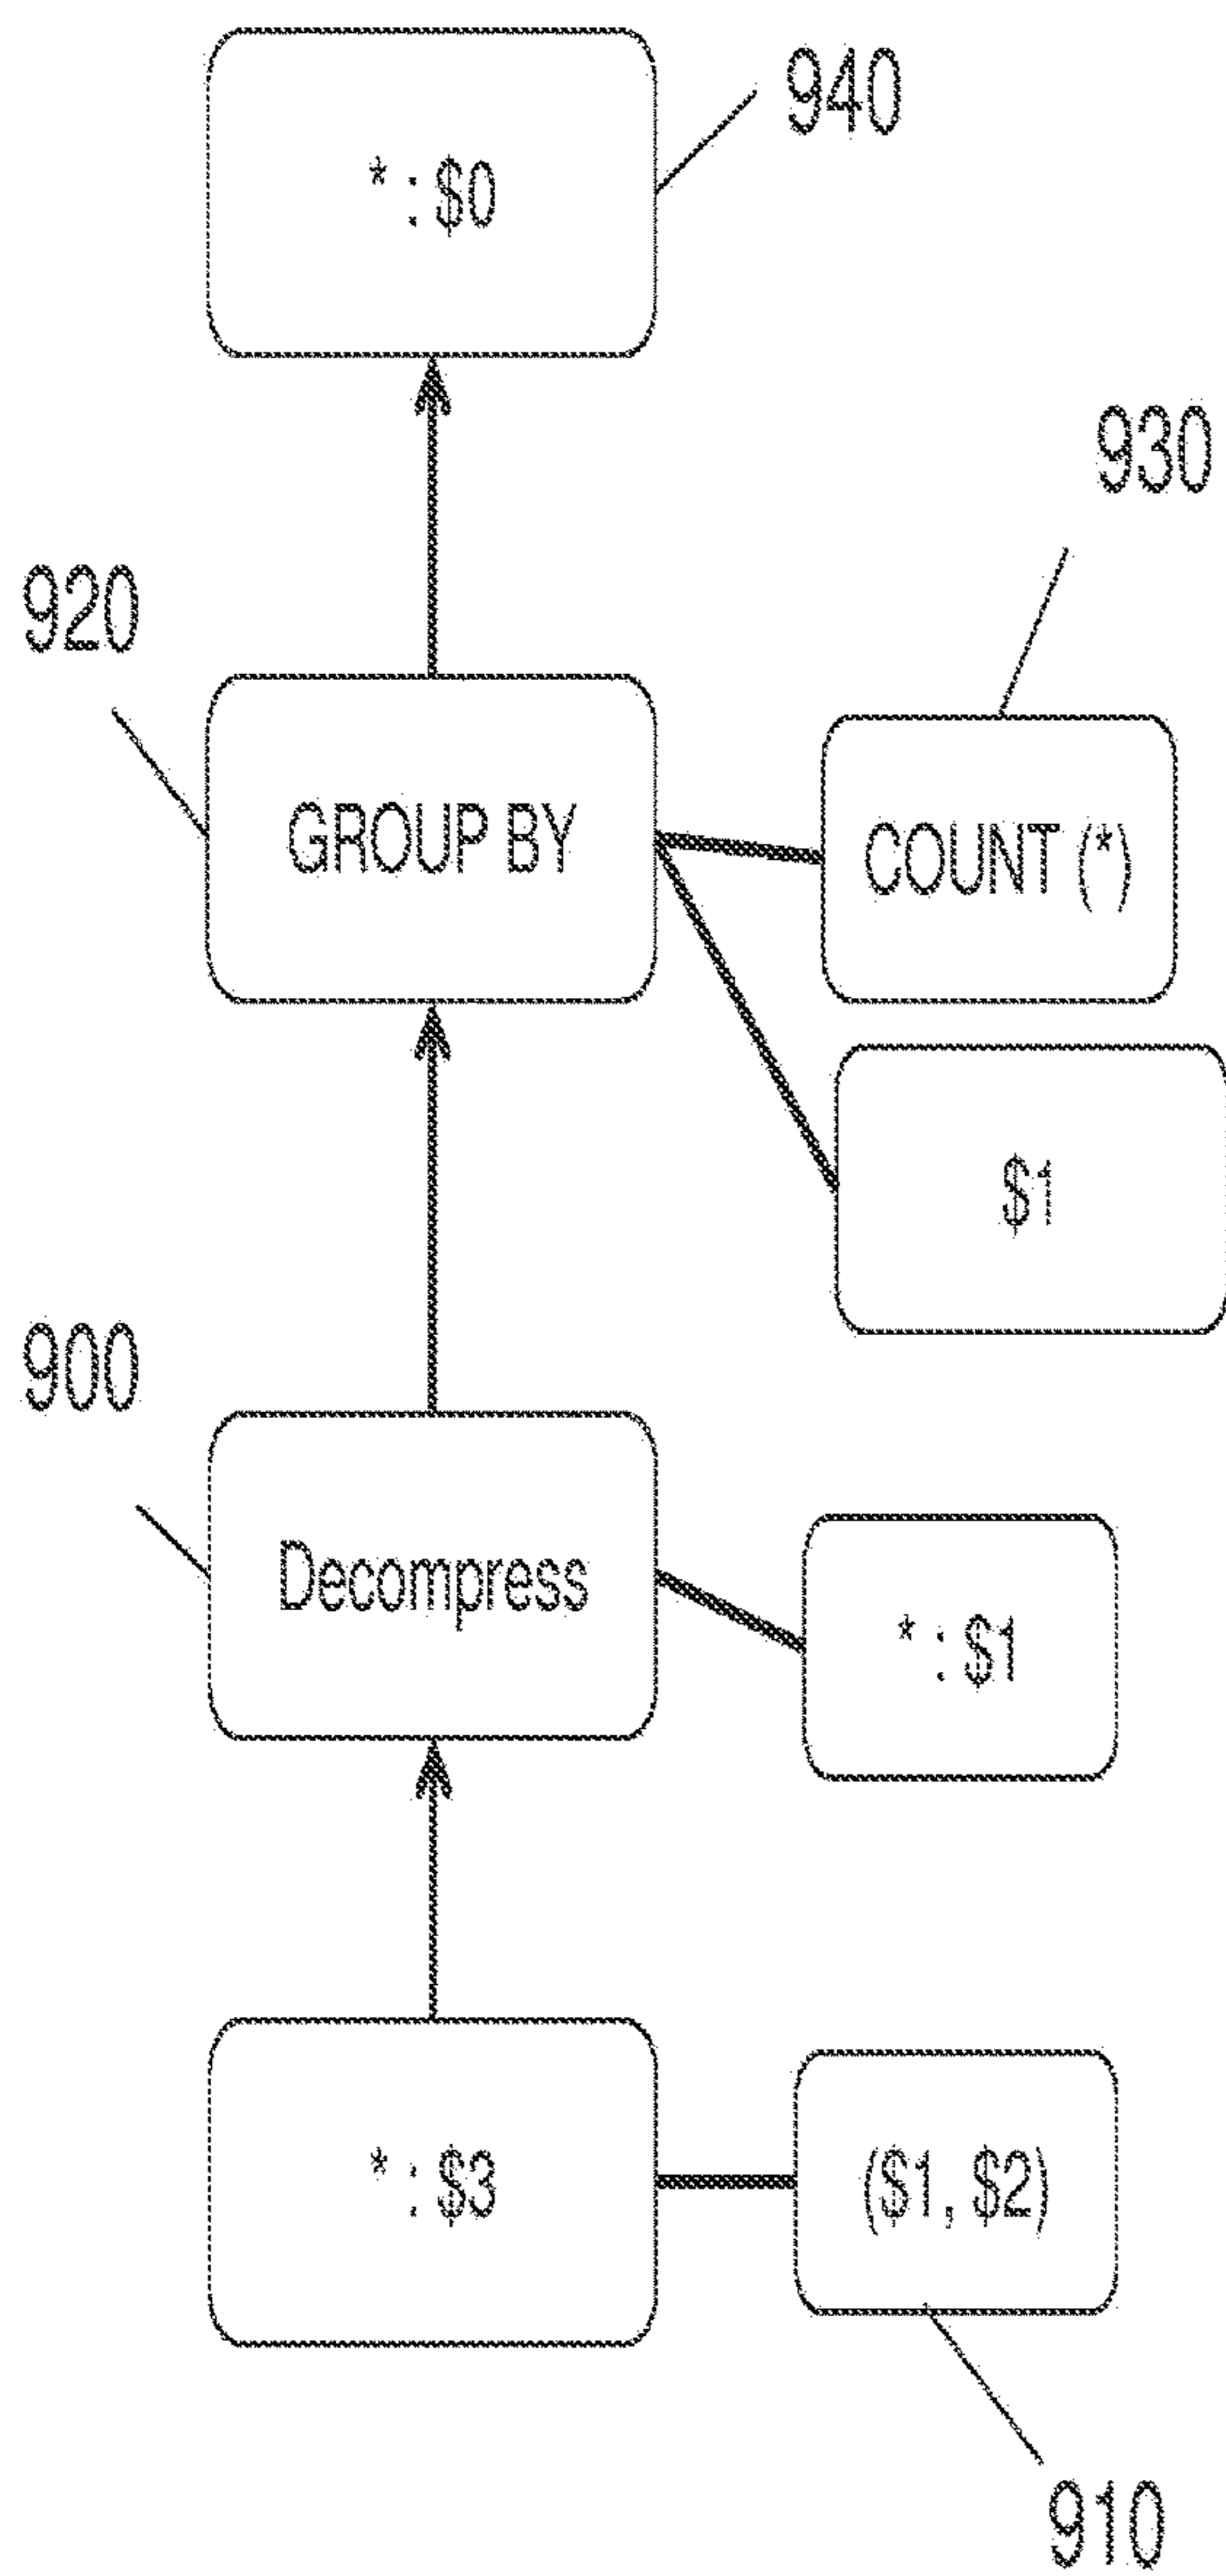 940
* : $0
930
920
GROUP BY
COUNT (*)
$1
900
Decompress
* : $1
* : $3
($1, $2)
910